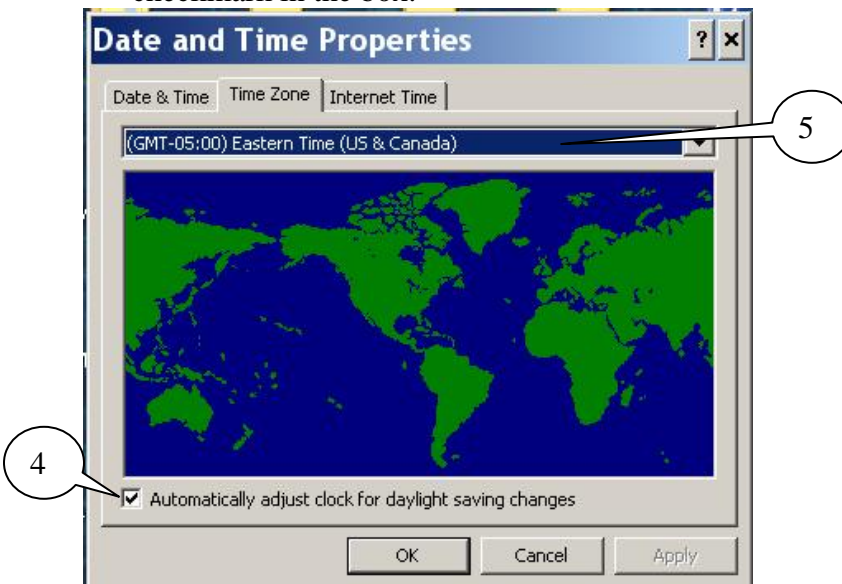 Date and Time Properties
? ×
Date & Time Time Zone Internet Time
5
(GMT-05:00) Eastern Time (US & Canada)
4
Automatically adjust clock for daylight saving changes
OK Cancel Apply